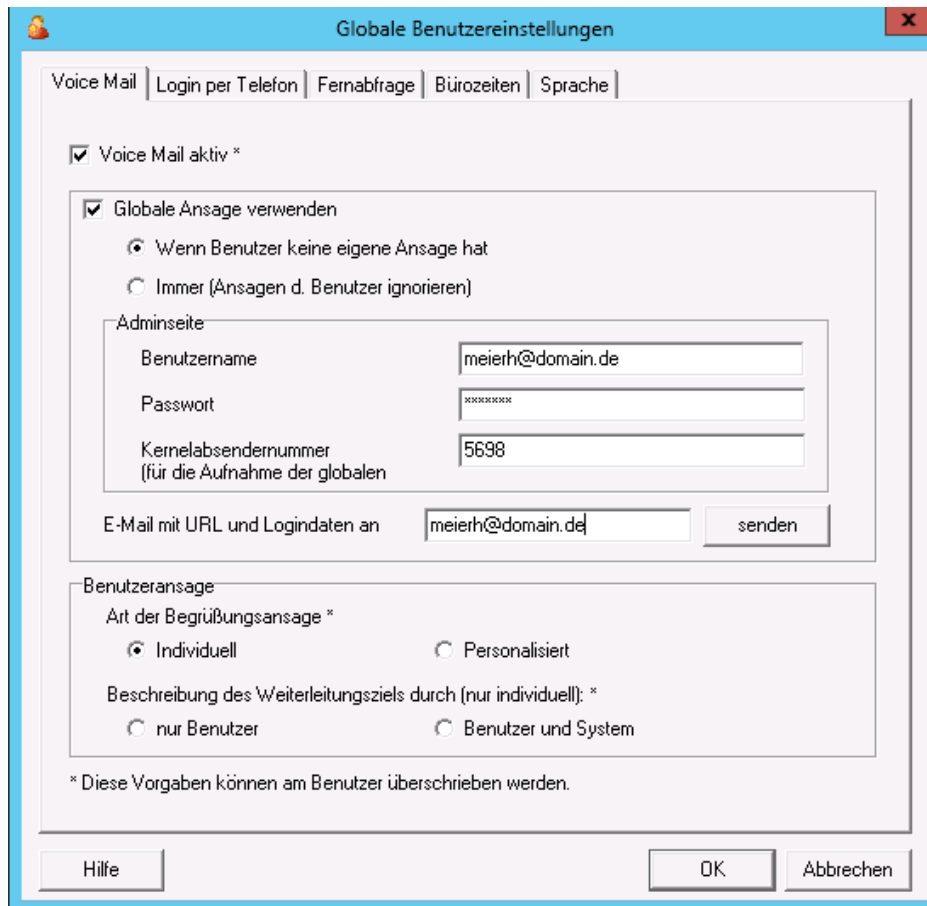 Globale Benutzereinstellungen
x
Voice Mail Login per Telefon Fernabfrage Bürozeiten Sprache
Voice Mail aktiv *
Globale Ansage verwenden
Wenn Benutzer keine eigene Ansage hat
Immer (Ansagen d. Benutzer ignorieren)
Adminseite
Benutzername meierh@domain.de
Passwort *******
Kernelabsendernummer 5698
(für die Aufnahme der globalen
E-Mail mit URL und Logindaten an meierh@domain.de senden
Benutzeransage
Art der Begrüßungsansage *
Individuell Personalisiert
Beschreibung des Weiterleitungsziels durch (nur individuell): *
nur Benutzer Benutzer und System
* Diese Vorgaben können am Benutzer überschrieben werden.
Hilfe OK Abbrechen